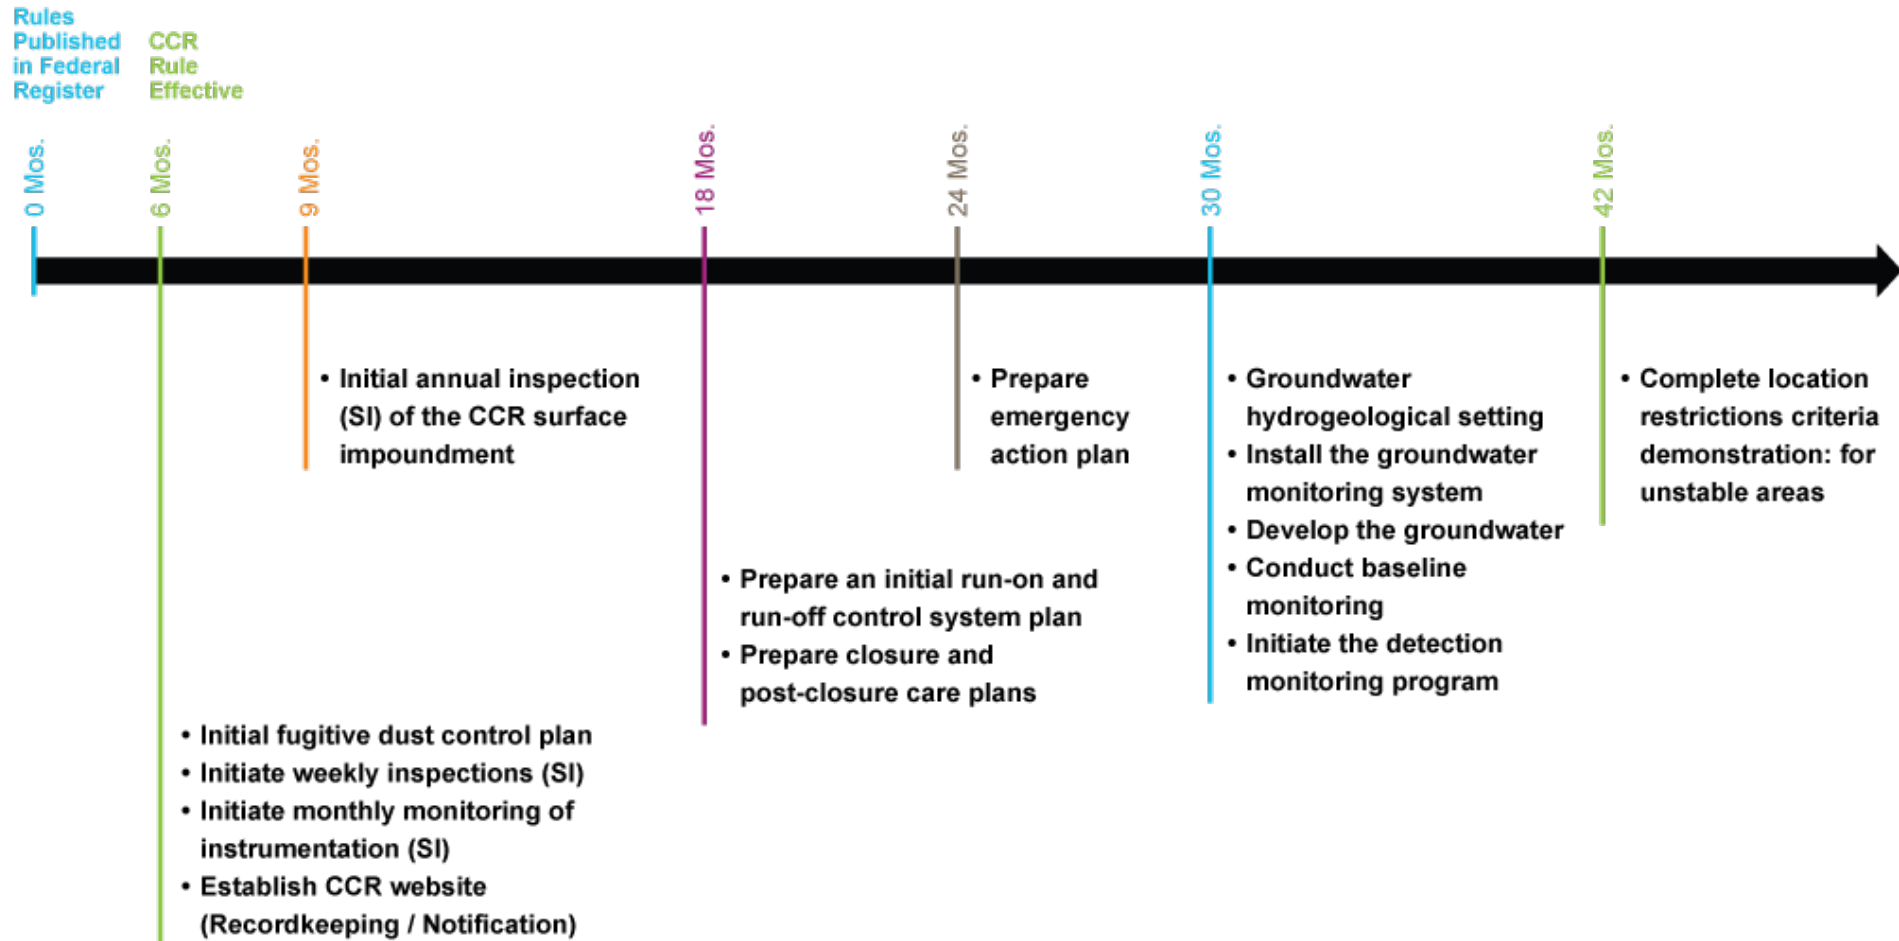 Rules
Published
in Federal
Register
CCR
Rule
Effective
0 Mos.
6 Mos.
9 Mos.
18 Mos.
24 Mos.
30 Mos.
42 Mos.
• Initial annual inspection
(SI) of the CCR surface
impoundment
• Prepare
emergency
action plan
• Groundwater
hydrogeological setting
• Install the groundwater
monitoring system
• Develop the groundwater
• Conduct baseline
monitoring
• Initiate the detection
monitoring program
• Complete location
restrictions criteria
demonstration: for
unstable areas
• Prepare an initial run-on and
run-off control system plan
• Prepare closure and
post-closure care plans
• Initial fugitive dust control plan
• Initiate weekly inspections (SI)
• Initiate monthly monitoring of
instrumentation (SI)
• Establish CCR website
(Recordkeeping / Notification)